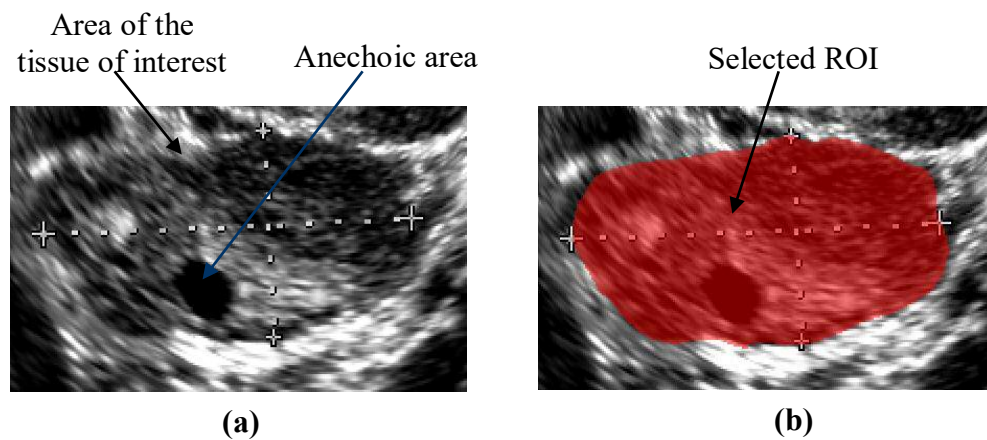 Area of the
tissue of interest
Anechoic area
Selected ROI
(a)
(b)